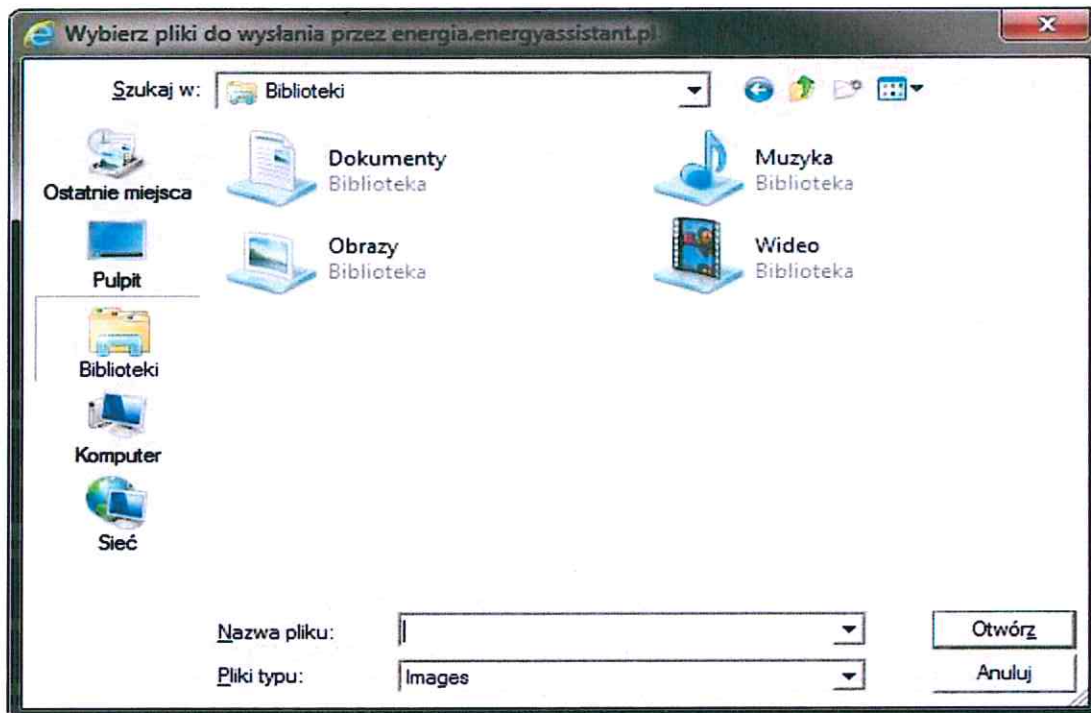 Wybierz pliki do wysłania przez energia.energyassistant.pl
Szukaj w:
Biblioteki
Ostatnie miejsca
Pulpit
Biblioteki
Komputer
Sieć
Dokumenty
Biblioteka
Muzyka
Biblioteka
Obrazy
Biblioteka
Wideo
Biblioteka
Nazwa pliku:
Otwórz
Pliki typu:
Images
Anuluj